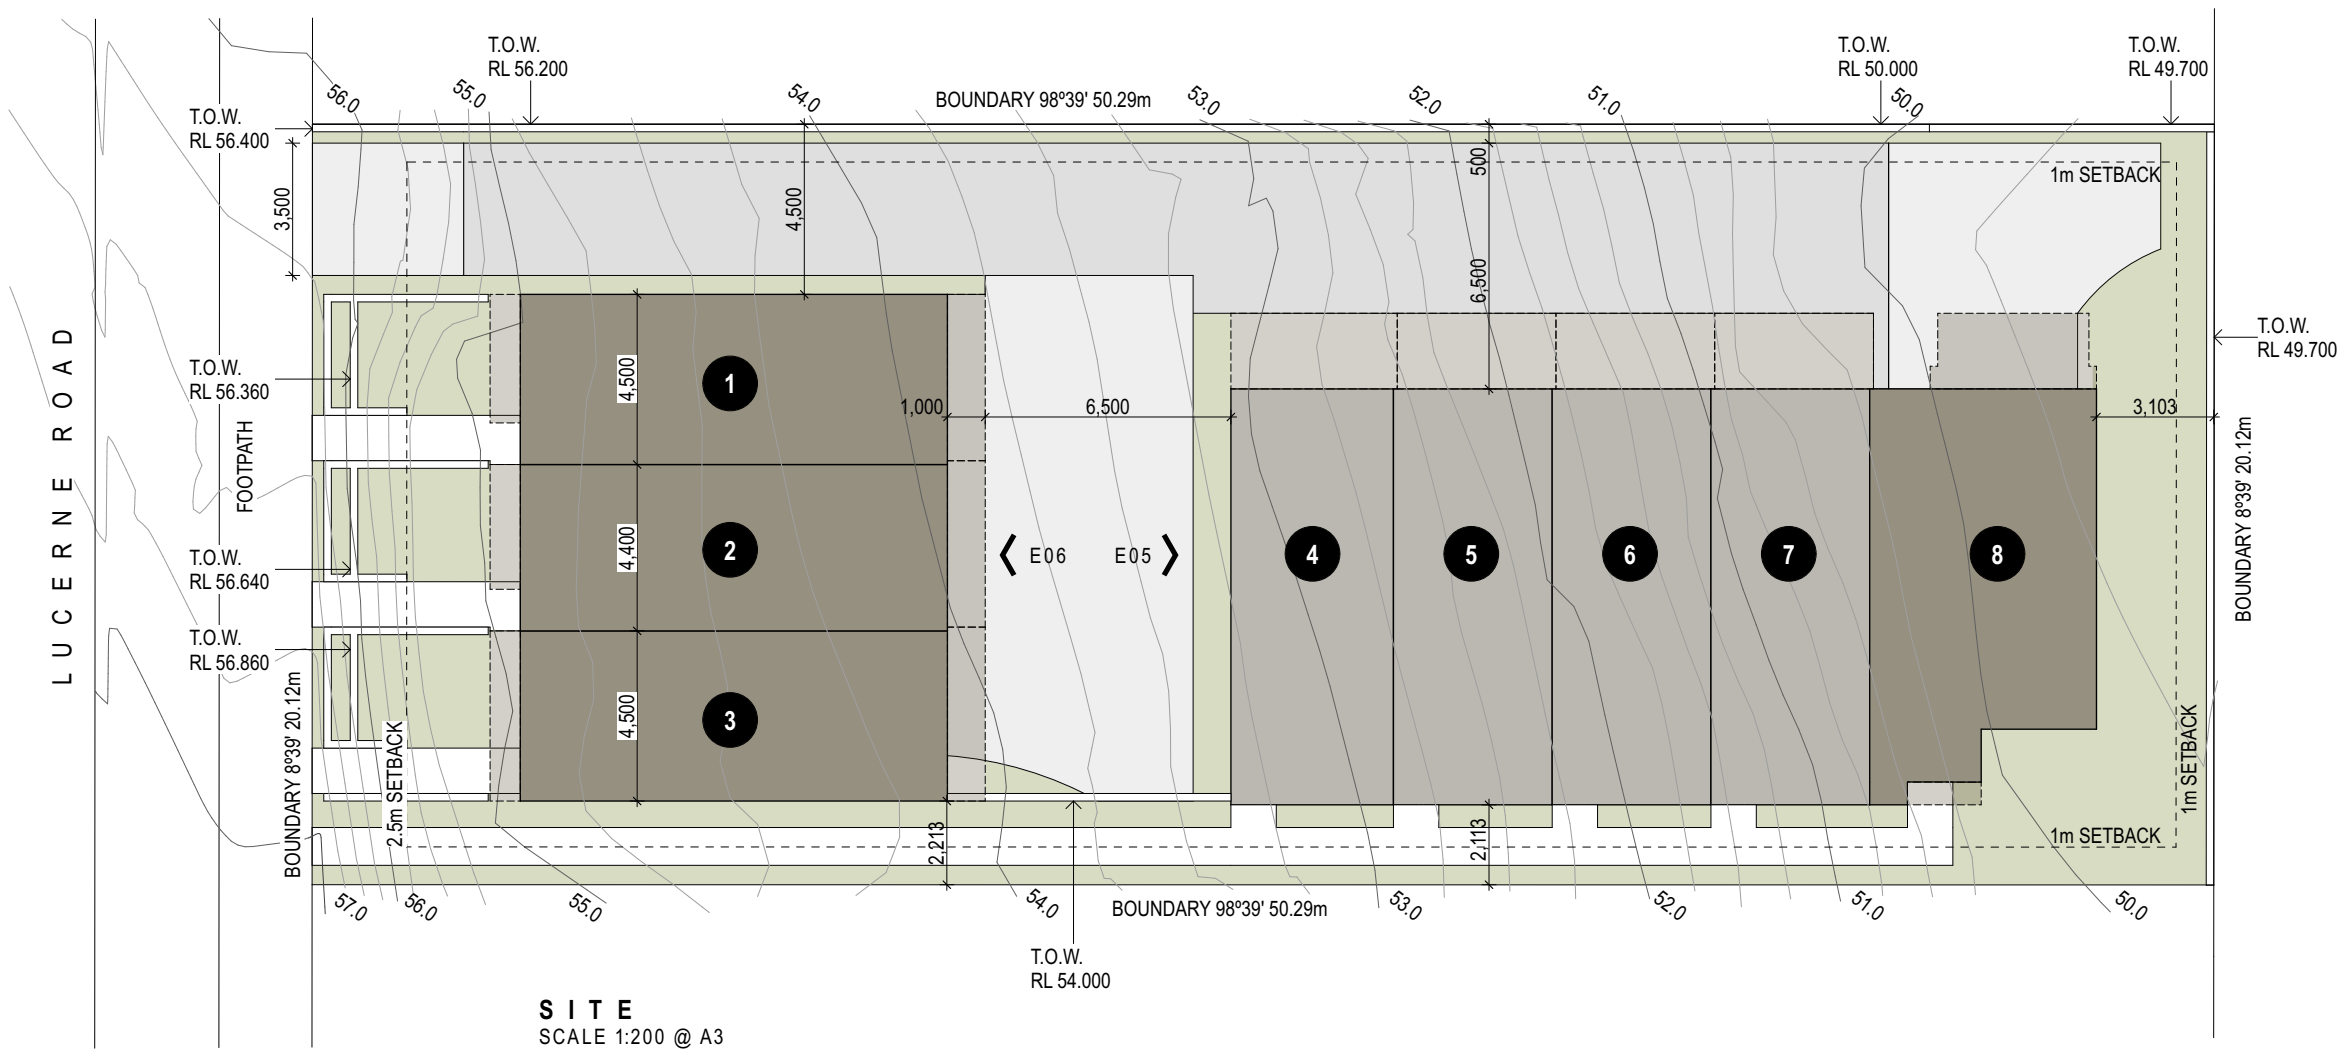 T.O.W.
RL 56.200
T.O.W.
RL 50.000
T.O.W.
RL 49.700
56.0
55.0
54.0
BOUNDARY 98º39' 50.29m
53.0
52.0
51.0
50.0
T.O.W.
RL 56.400
3,500
4,500
500
6,500
1m SETBACK
LUCERNE ROAD
FOOTPATH
T.O.W.
RL 56.360
T.O.W.
RL 56.640
T.O.W.
RL 56.860
4,500
1
4,400
2
4,500
3
1,000
6,500
E06
E05
4
5
6
7
8
3,103
T.O.W.
RL 49.700
BOUNDARY 8º39' 20.12m
BOUNDARY 8º39' 20.12m
2.5m SETBACK
2,213
2,113
1m SETBACK
1m SETBACK
57.0
56.0
55.0
54.0
BOUNDARY 98º39' 50.29m
53.0
52.0
51.0
50.0
T.O.W.
RL 54.000
SITE
SCALE 1:200 @ A3